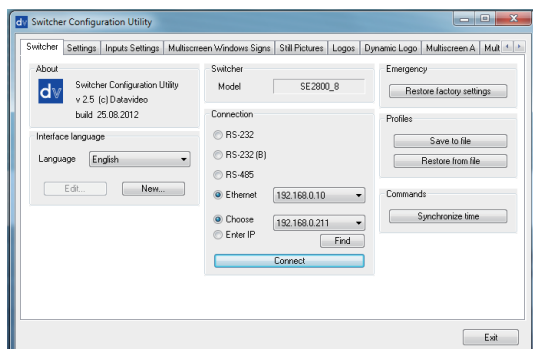 dv Switcher Configuration Utility
Switcher Settings Inputs Settings Multiscrreen Windows Signs Still Pictures Logos Dynamic Logo Multiscreen A Mult
About
dv
Switcher Configuration Utility
v 2.5 (c) Datavideo
build 25.08.2012
Interface language
Language English
Edit... New...
Switcher
Model SE2800_8
Connection
RS-232
RS-232 (B)
RS-485
Ethernet 192.168.0.10
Choose 192.168.0.211
Enter IP
Find
Connect
Emergency
Restore factory settings
Profiles
Save to file
Restore from file
Commands
Synchronize time
Exit